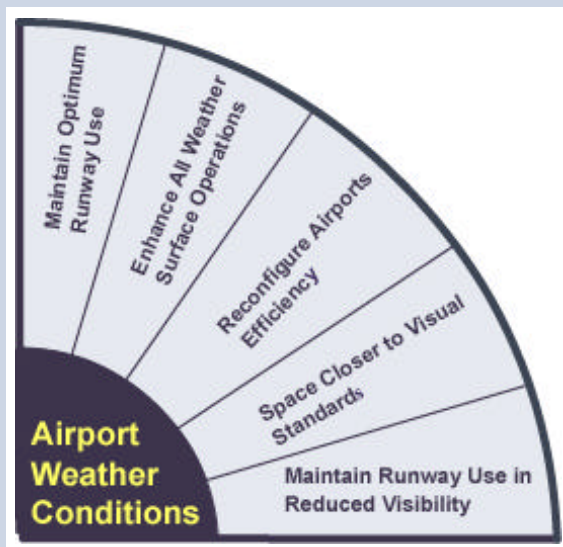 Maintain Optimum
Runway Use
Enhance All Weather
Surface Operations
Reconfigure Airports
Efficiency
Space Closer to Visual
Standards
Maintain Runway Use in
Reduced Visibility
Airport
Weather
Conditions